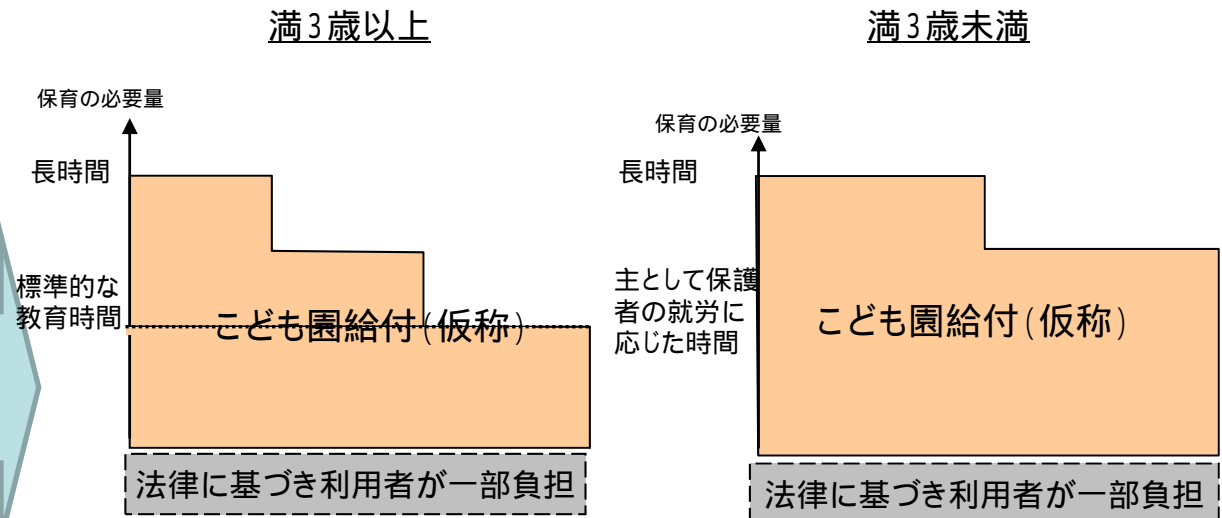 満3歳以上
保育の必要量
長時間
標準的な
教育時間
こども園給付(仮称)
法律に基づき利用者が一部負担
満3歳未満
保育の必要量
長時間
主として保護
者の就労に
応じた時間
こども園給付(仮称)
法律に基づき利用者が一部負担